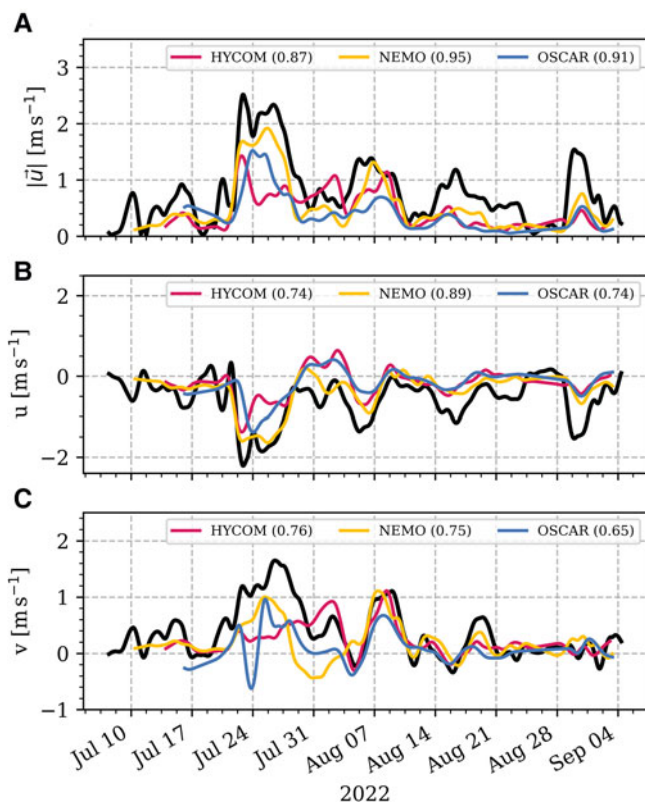 A
HYCOM (0.87) NEMO (0.95) OSCAR (0.91)
3
2
1
0
|u⃗| [m s⁻¹]
B
HYCOM (0.74) NEMO (0.89) OSCAR (0.74)
2
0
−2
u [m s⁻¹]
C
HYCOM (0.76) NEMO (0.75) OSCAR (0.65)
2
1
0
−1
v [m s⁻¹]
Jul 10 Jul 17 Jul 24 Jul 31 Aug 07 Aug 14 Aug 21 Aug 28 Sep 04
2022